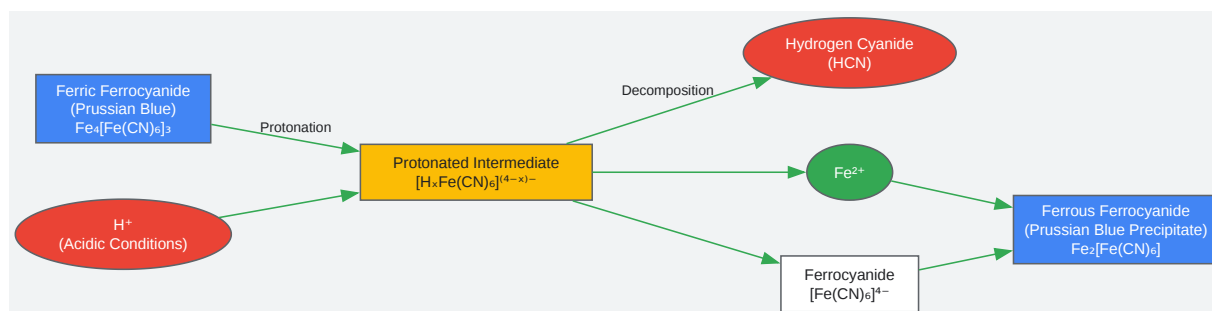 Ferric Ferrocyanide
(Prussian Blue)
Fe₄[Fe(CN)₆]₃
H⁺
(Acidic Conditions)
Protonation
Protonated Intermediate
[HₓFe(CN)₆]⁽⁴⁻ˣ⁾⁻
Decomposition
Hydrogen Cyanide
(HCN)
Fe²⁺
Ferrocyanide
[Fe(CN)₆]⁴⁻
Ferrous Ferrocyanide
(Prussian Blue Precipitate)
Fe₂[Fe(CN)₆]